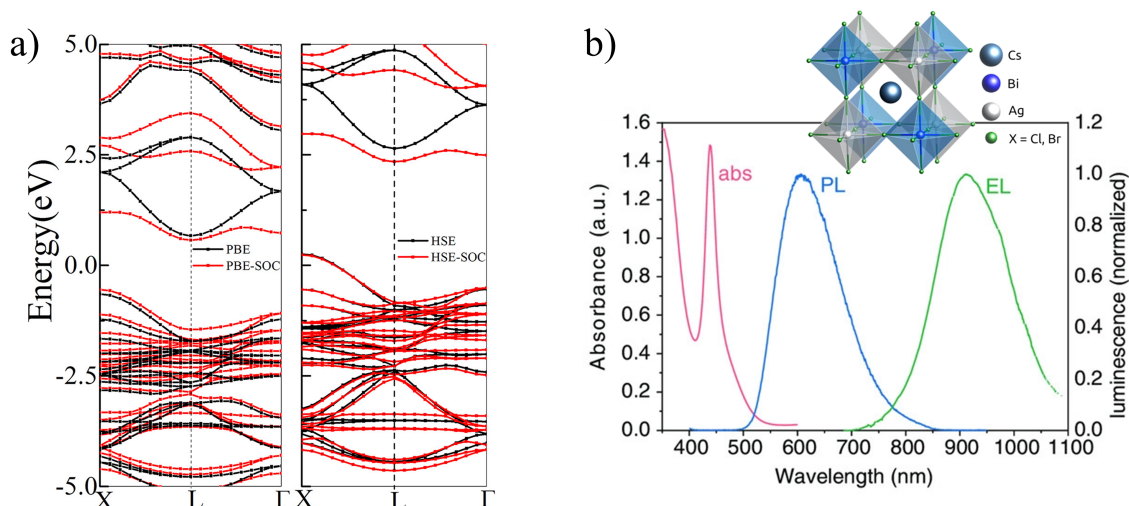 a)
Energy(eV)
5.0
2.5
0.0
-2.5
-5.0
PBE
PBE-SOC
HSE
HSE-SOC
X L Γ
X L Γ
b)
Cs
Bi
Ag
X = Cl, Br
Absorbance (a.u.)
1.6
1.4
1.2
1.0
0.8
0.6
0.4
0.2
0.0
abs
PL
EL
1.2
1.0
0.8
0.6
0.4
0.2
0.0
luminescence (normalized)
400 500 600 700 800 900 1000 1100
Wavelength (nm)